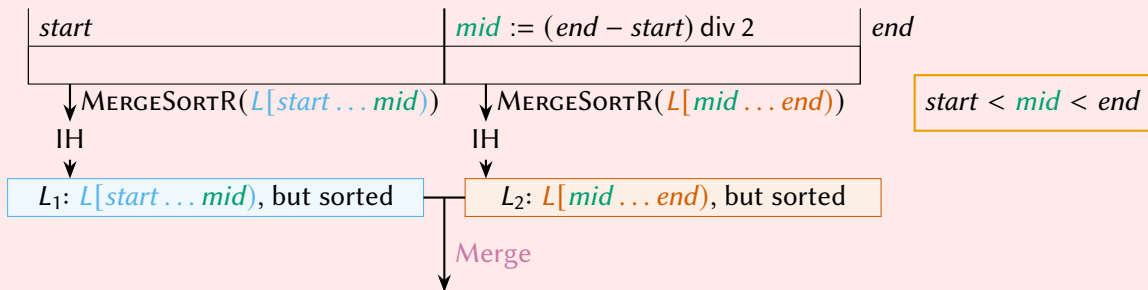 start mid := (end − start) div 2 end
MergeSortR(L[start … mid)) MergeSortR(L[mid … end)) start < mid < end
IH IH
L₁: L[start … mid), but sorted L₂: L[mid … end), but sorted
Merge